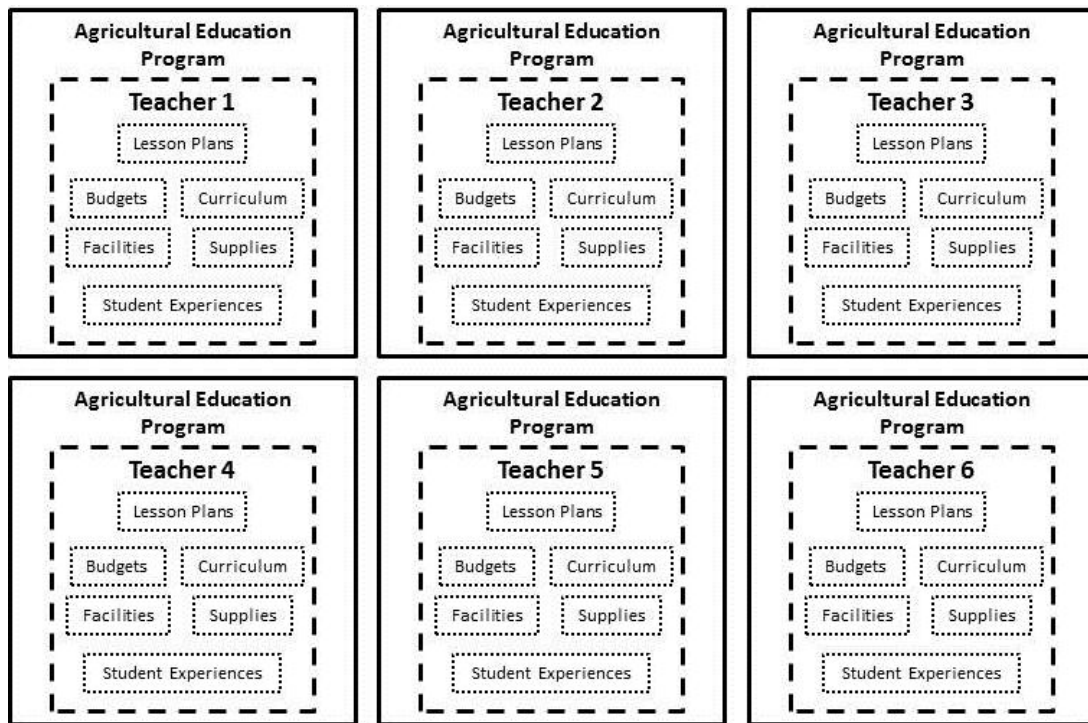 Agricultural Education
Program
Teacher 1
Lesson Plans
Budgets
Curriculum
Facilities
Supplies
Student Experiences
Agricultural Education
Program
Teacher 2
Lesson Plans
Budgets
Curriculum
Facilities
Supplies
Student Experiences
Agricultural Education
Program
Teacher 3
Lesson Plans
Budgets
Curriculum
Facilities
Supplies
Student Experiences
Agricultural Education
Program
Teacher 4
Lesson Plans
Budgets
Curriculum
Facilities
Supplies
Student Experiences
Agricultural Education
Program
Teacher 5
Lesson Plans
Budgets
Curriculum
Facilities
Supplies
Student Experiences
Agricultural Education
Program
Teacher 6
Lesson Plans
Budgets
Curriculum
Facilities
Supplies
Student Experiences